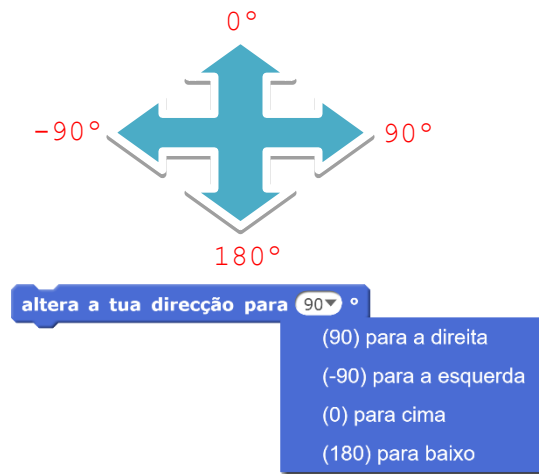 0°
-90°
90°
180°
altera a tua direcção para 90 °
(90) para a direita
(-90) para a esquerda
(0) para cima
(180) para baixo